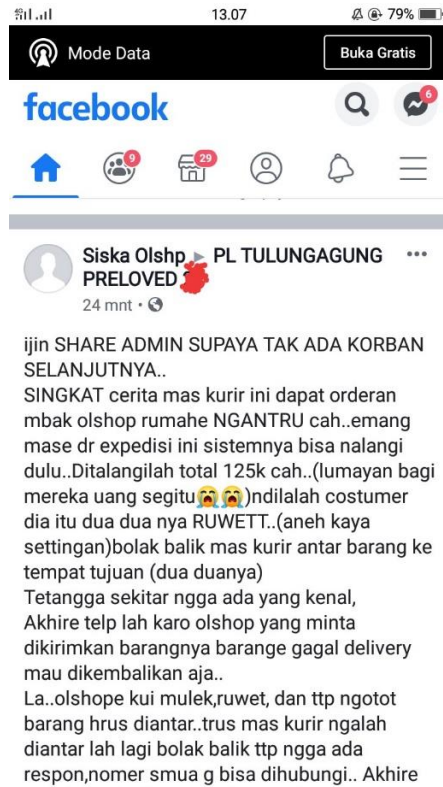 13.07
79%
Mode Data
Buka Gratis
facebook
6
9
29
Siska Olshp ▸ PL TULUNGAGUNG
PRELOVED
24 mnt •
ijin SHARE ADMIN SUPAYA TAK ADA KORBAN
SELANJUTNYA..
SINGKAT cerita mas kurir ini dapat orderan
mbak olshop rumahe NGANTRU cah..emang
mase dr expedisi ini sistemnya bisa nalangi
dulu..Ditalangilah total 125k cah..(lumayan bagi
mereka uang segitu😭😭)ndilalah costumer
dia itu dua dua nya RUWETT..(aneh kaya
settingan)bolak balik mas kurir antar barang ke
tempat tujuan (dua duanya)
Tetangga sekitar ngga ada yang kenal,
Akhire telp lah karo olshop yang minta
dikirimkan barangnya barange gagal delivery
mau dikembalikan aja..
La..olshope kui mulek,ruwet, dan ttp ngotot
barang hrus diantar..trus mas kurir ngalah
diantar lah lagi bolak balik ttp ngga ada
respon,nomer smua g bisa dihubungi.. Akhire